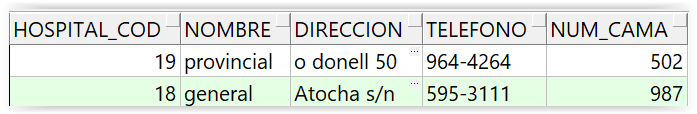 HOSPITAL_COD NOMBRE DIRECCION TELEFONO NUM_CAMA
19 provincial o donell 50 ... 964-4264 502
18 general Atocha s/n ... 595-3111 987